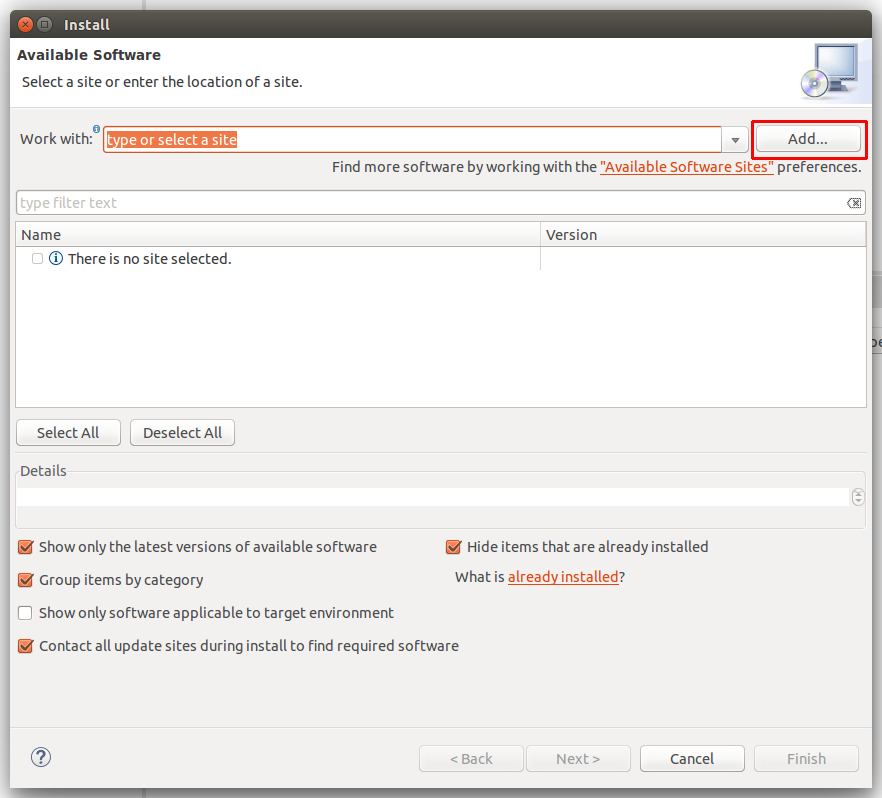 Install
Available Software
Select a site or enter the location of a site.
Work with: type or select a site Add...
Find more software by working with the "Available Software Sites" preferences.
type filter text
Name Version
There is no site selected.
Select All Deselect All
Details
Show only the latest versions of available software Hide items that are already installed
Group items by category What is already installed?
Show only software applicable to target environment
Contact all update sites during install to find required software
< Back Next > Cancel Finish